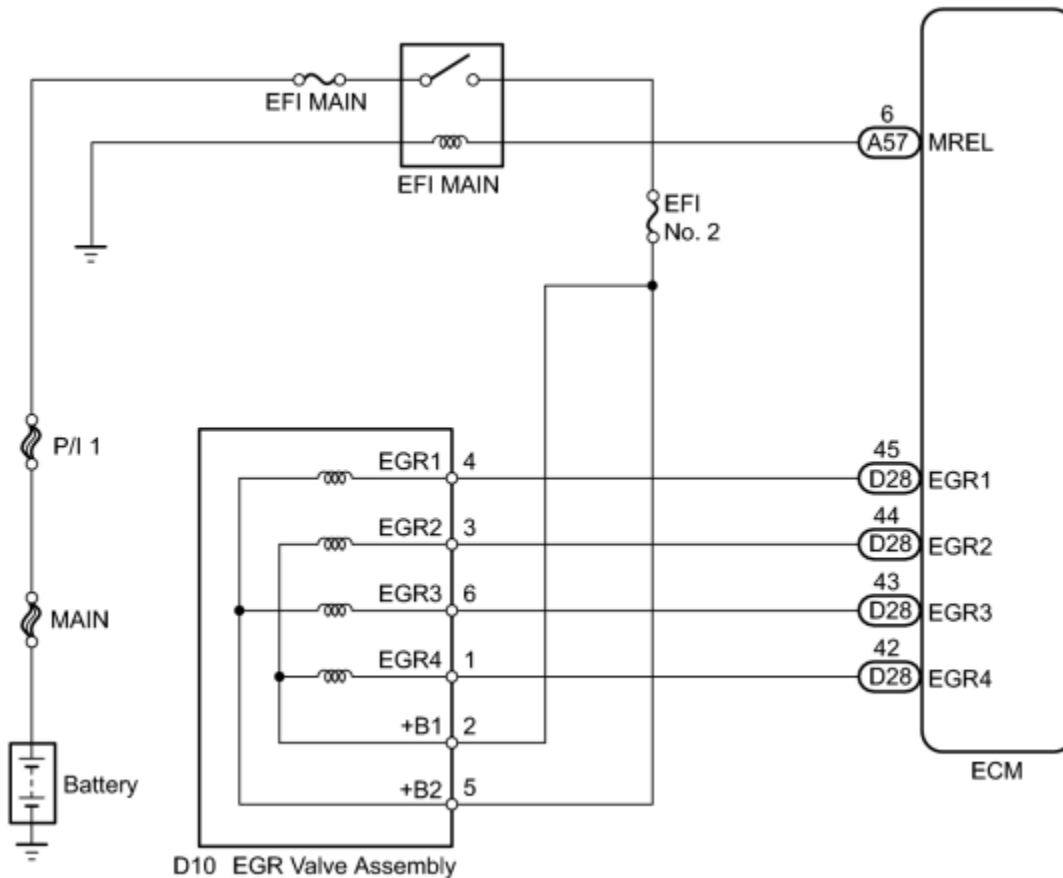 EFI MAIN
EFI MAIN
6
A57 MREL
EFI
No. 2
P/I 1
MAIN
Battery
EGR1 4
EGR2 3
EGR3 6
EGR4 1
+B1 2
+B2 5
D10 EGR Valve Assembly
45
D28 EGR1
44
D28 EGR2
43
D28 EGR3
42
D28 EGR4
ECM